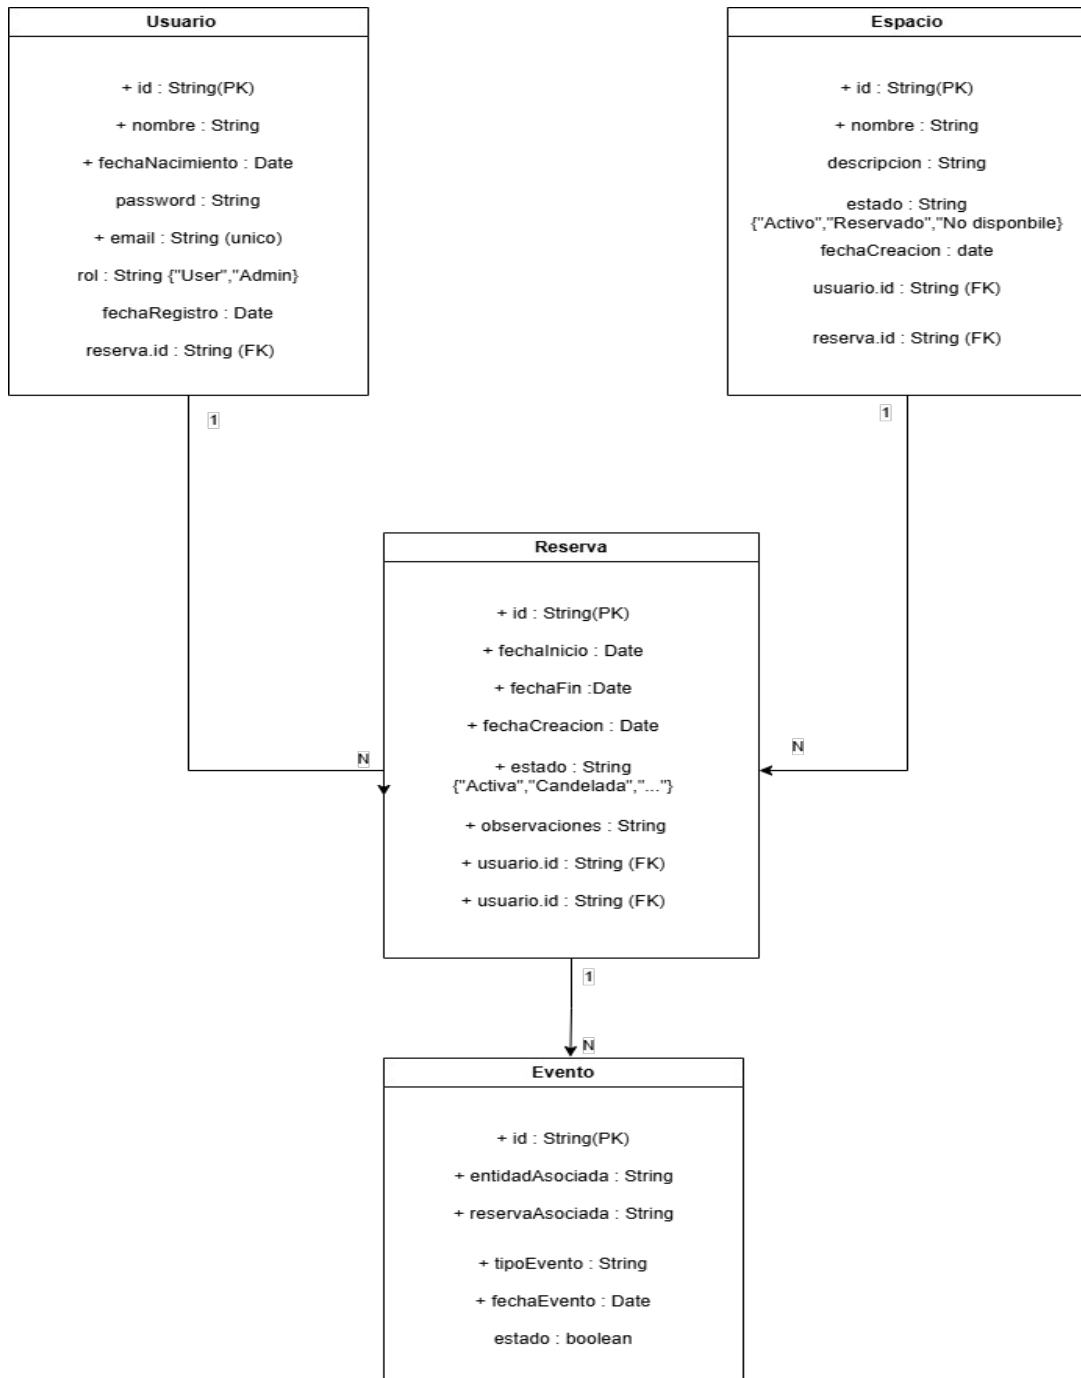 Usuario
+ id : String(PK)
+ nombre : String
+ fechaNacimiento : Date
password : String
+ email : String (unico)
rol : String {"User","Admin}
fechaRegistro : Date
reserva.id : String (FK)
1
Espacio
+ id : String(PK)
+ nombre : String
descripcion : String
estado : String
{"Activo","Reservado","No disponbile}
fechaCreacion : date
usuario.id : String (FK)
reserva.id : String (FK)
1
N
N
Reserva
+ id : String(PK)
+ fechaInicio : Date
+ fechaFin :Date
+ fechaCreacion : Date
+ estado : String
{"Activa","Candelada","..."}
+ observaciones : String
+ usuario.id : String (FK)
+ usuario.id : String (FK)
1
N
Evento
+ id : String(PK)
+ entidadAsociada : String
+ reservaAsociada : String
+ tipoEvento : String
+ fechaEvento : Date
estado : boolean